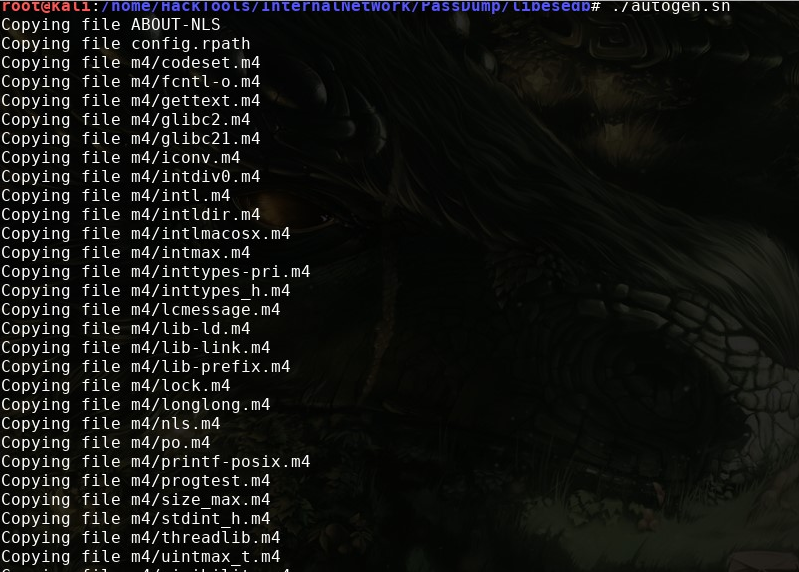 root@kali:/home/HackTools/InternalNetwork/PassDump/libesedb# ./autogen.sh
Copying file ABOUT-NLS
Copying file config.rpath
Copying file m4/codeset.m4
Copying file m4/fcntl-o.m4
Copying file m4/gettext.m4
Copying file m4/glibc2.m4
Copying file m4/glibc21.m4
Copying file m4/iconv.m4
Copying file m4/intdiv0.m4
Copying file m4/intl.m4
Copying file m4/intldir.m4
Copying file m4/intlmacosx.m4
Copying file m4/intmax.m4
Copying file m4/inttypes-pri.m4
Copying file m4/inttypes_h.m4
Copying file m4/lcmessage.m4
Copying file m4/lib-ld.m4
Copying file m4/lib-link.m4
Copying file m4/lib-prefix.m4
Copying file m4/lock.m4
Copying file m4/longlong.m4
Copying file m4/nls.m4
Copying file m4/po.m4
Copying file m4/printf-posix.m4
Copying file m4/progtest.m4
Copying file m4/size_max.m4
Copying file m4/stdint_h.m4
Copying file m4/threadlib.m4
Copying file m4/uintmax_t.m4